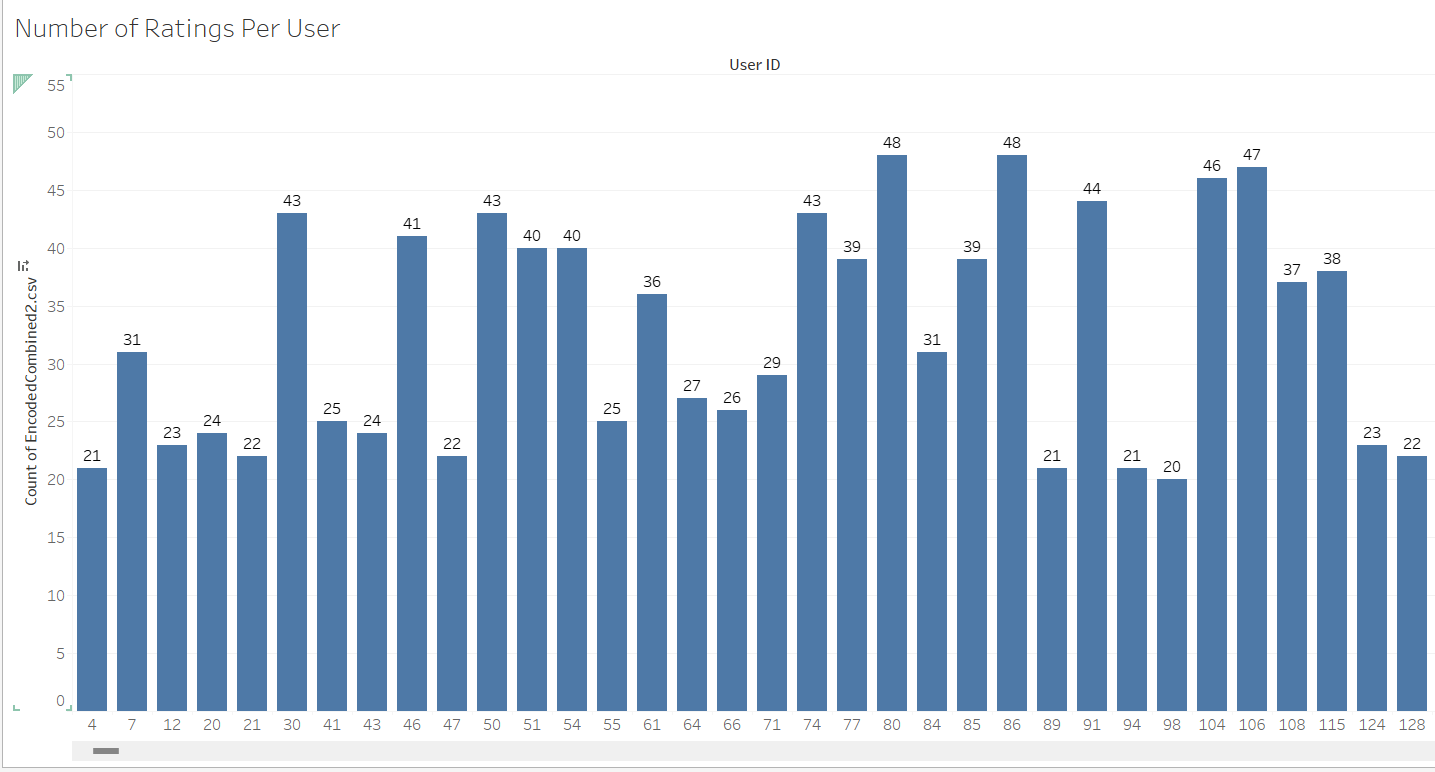 Number of Ratings Per User
User ID
Count of EncodedCombined2.csv
55
50
45
40
35
30
25
20
15
10
5
0
21 31 23 24 22 43 25 24 41 22 43 40 40 25 36 27 26 29 43 39 48 31 39 48 21 44 21 20 46 47 37 38 23 22
4 7 12 20 21 30 41 43 46 47 50 51 54 55 61 64 66 71 74 77 80 84 85 86 89 91 94 98 104 106 108 115 124 128